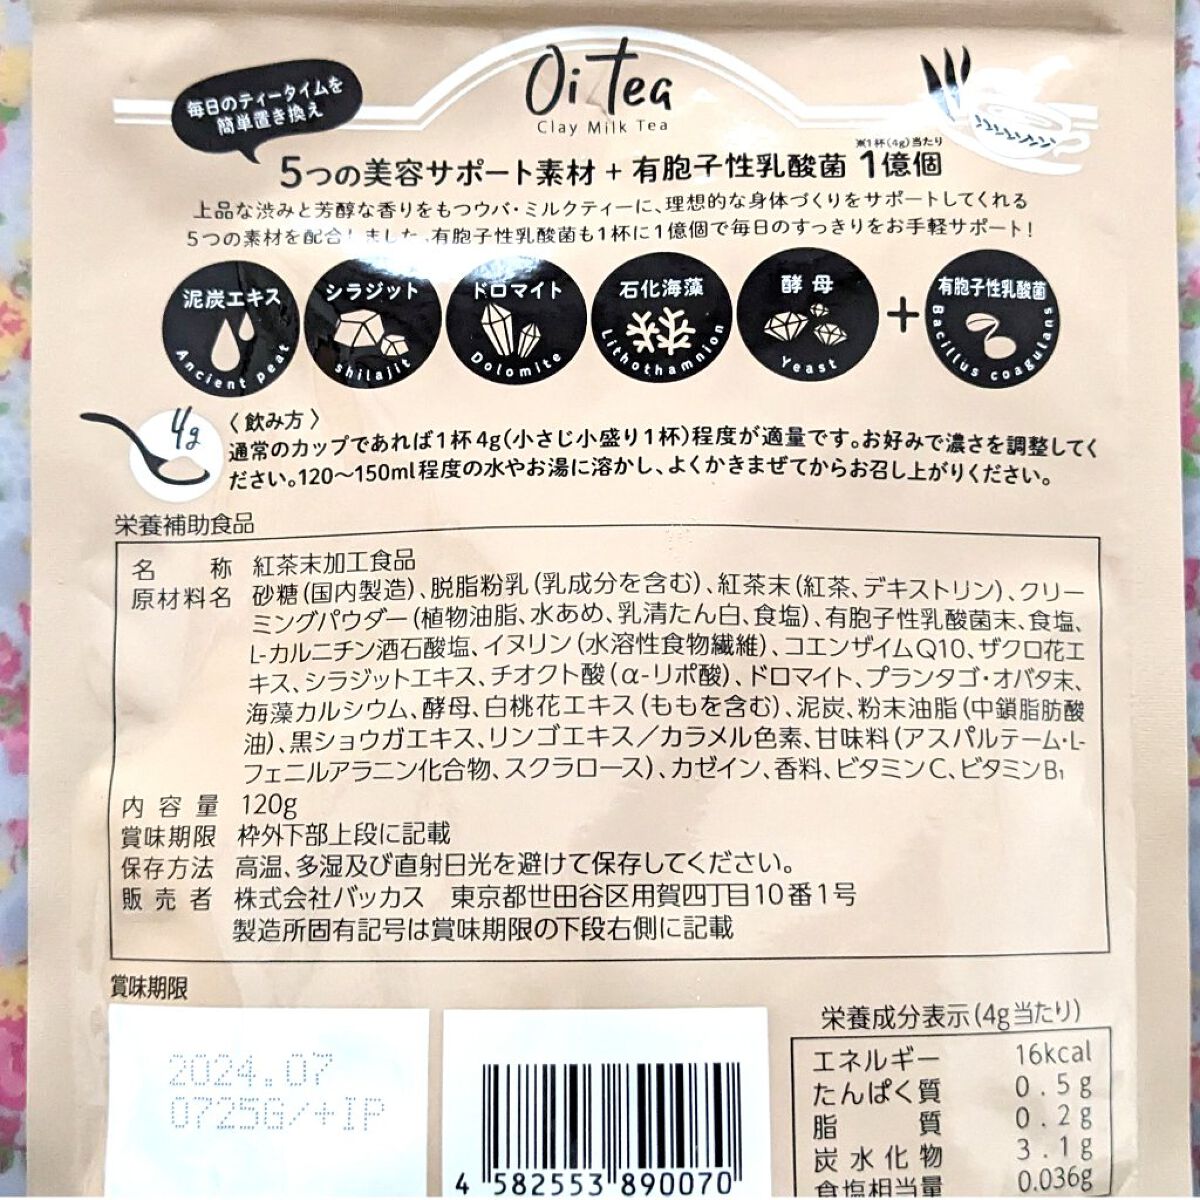 Oi Tea
Clay Milk Tea
毎日のティータイムを
簡単置き換え
※1杯(4g)当たり
5つの美容サポート素材 + 有胞子性乳酸菌 1億個
上品な渋みと芳醇な香りをもつウバ・ミルクティーに、理想的な身体づくりをサポートしてくれる
5つの素材を配合しました。有胞子性乳酸菌も1杯に1億個で毎日のすっきりをお手軽サポート!
泥炭エキス
Ancient peat
シラジット
shilajit
ドロマイト
Dolomite
石化海藻
Lithothamnion
酵母
Yeast
+
有胞子性乳酸菌
Bacillus coagulans
4g
〈飲み方〉
通常のカップであれば1杯4g(小さじ小盛り1杯)程度が適量です。お好みで濃さを調整してく
ださい。120〜150ml程度の水やお湯に溶かし、よくかきまぜてからお召し上がりください。
栄養補助食品
名称 紅茶末加工食品
原材料名 砂糖(国内製造)、脱脂粉乳(乳成分を含む)、紅茶末(紅茶、デキストリン)、クリー
ミングパウダー(植物油脂、水あめ、乳清たん白、食塩)、有胞子性乳酸菌末、食塩、
L-カルニチン酒石酸塩、イヌリン(水溶性食物繊維)、コエンザイムQ10、ザクロ花エ
キス、シラジットエキス、チオクト酸(α-リポ酸)、ドロマイト、プランタゴ・オバタ末、
海藻カルシウム、酵母、白桃花エキス(ももを含む)、泥炭、粉末油脂(中鎖脂肪酸
油)、黒ショウガエキス、リンゴエキス/カラメル色素、甘味料(アスパルテーム・L-
フェニルアラニン化合物、スクラロース)、カゼイン、香料、ビタミンC、ビタミンB₁
内容量 120g
賞味期限 枠外下部上段に記載
保存方法 高温、多湿及び直射日光を避けて保存してください。
販売者 株式会社バッカス 東京都世田谷区用賀四丁目10番1号
製造所固有記号は賞味期限の下段右側に記載
賞味期限
2024.07
0725G/+IP
4 582553 890070
栄養成分表示(4g当たり)
エネルギー 16kcal
たんぱく質 0.5g
脂質 0.2g
炭水化物 3.1g
食塩相当量 0.036g